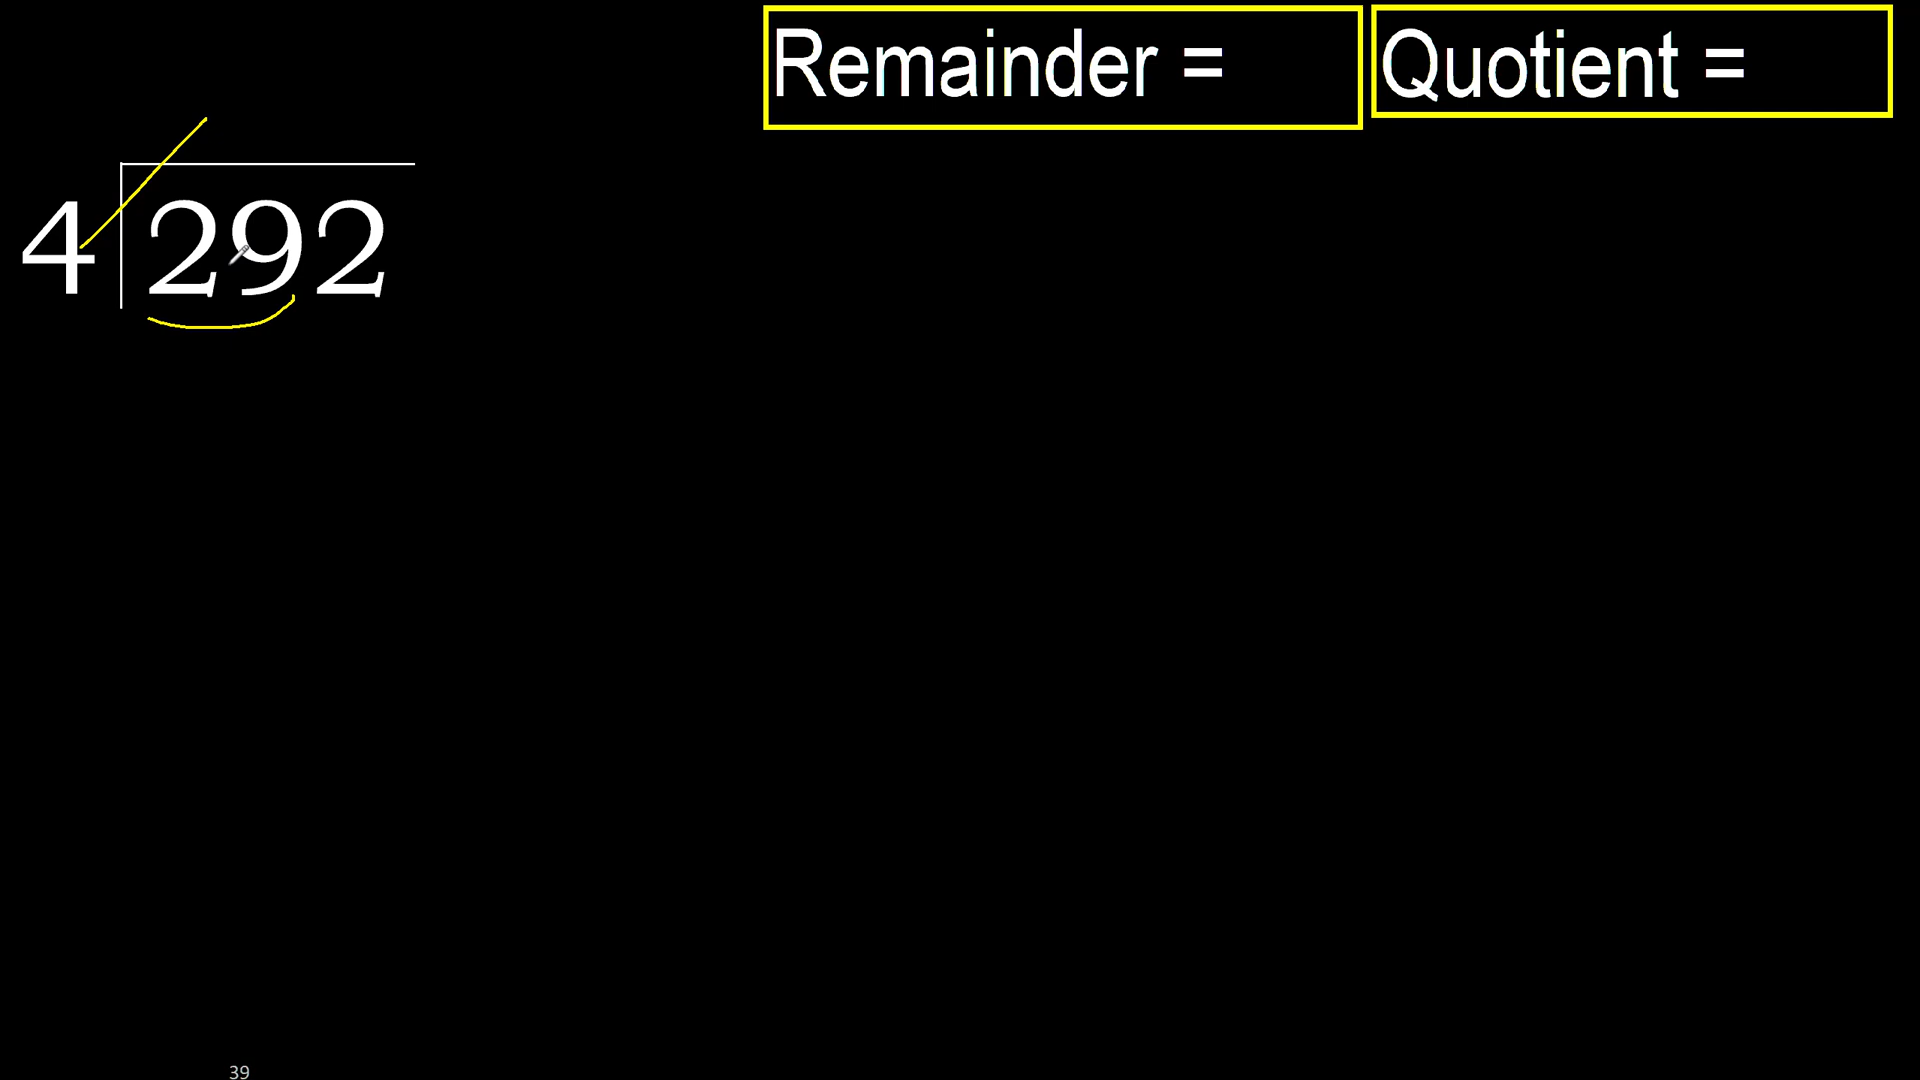 Remainder =
Quotient =
4 292
39